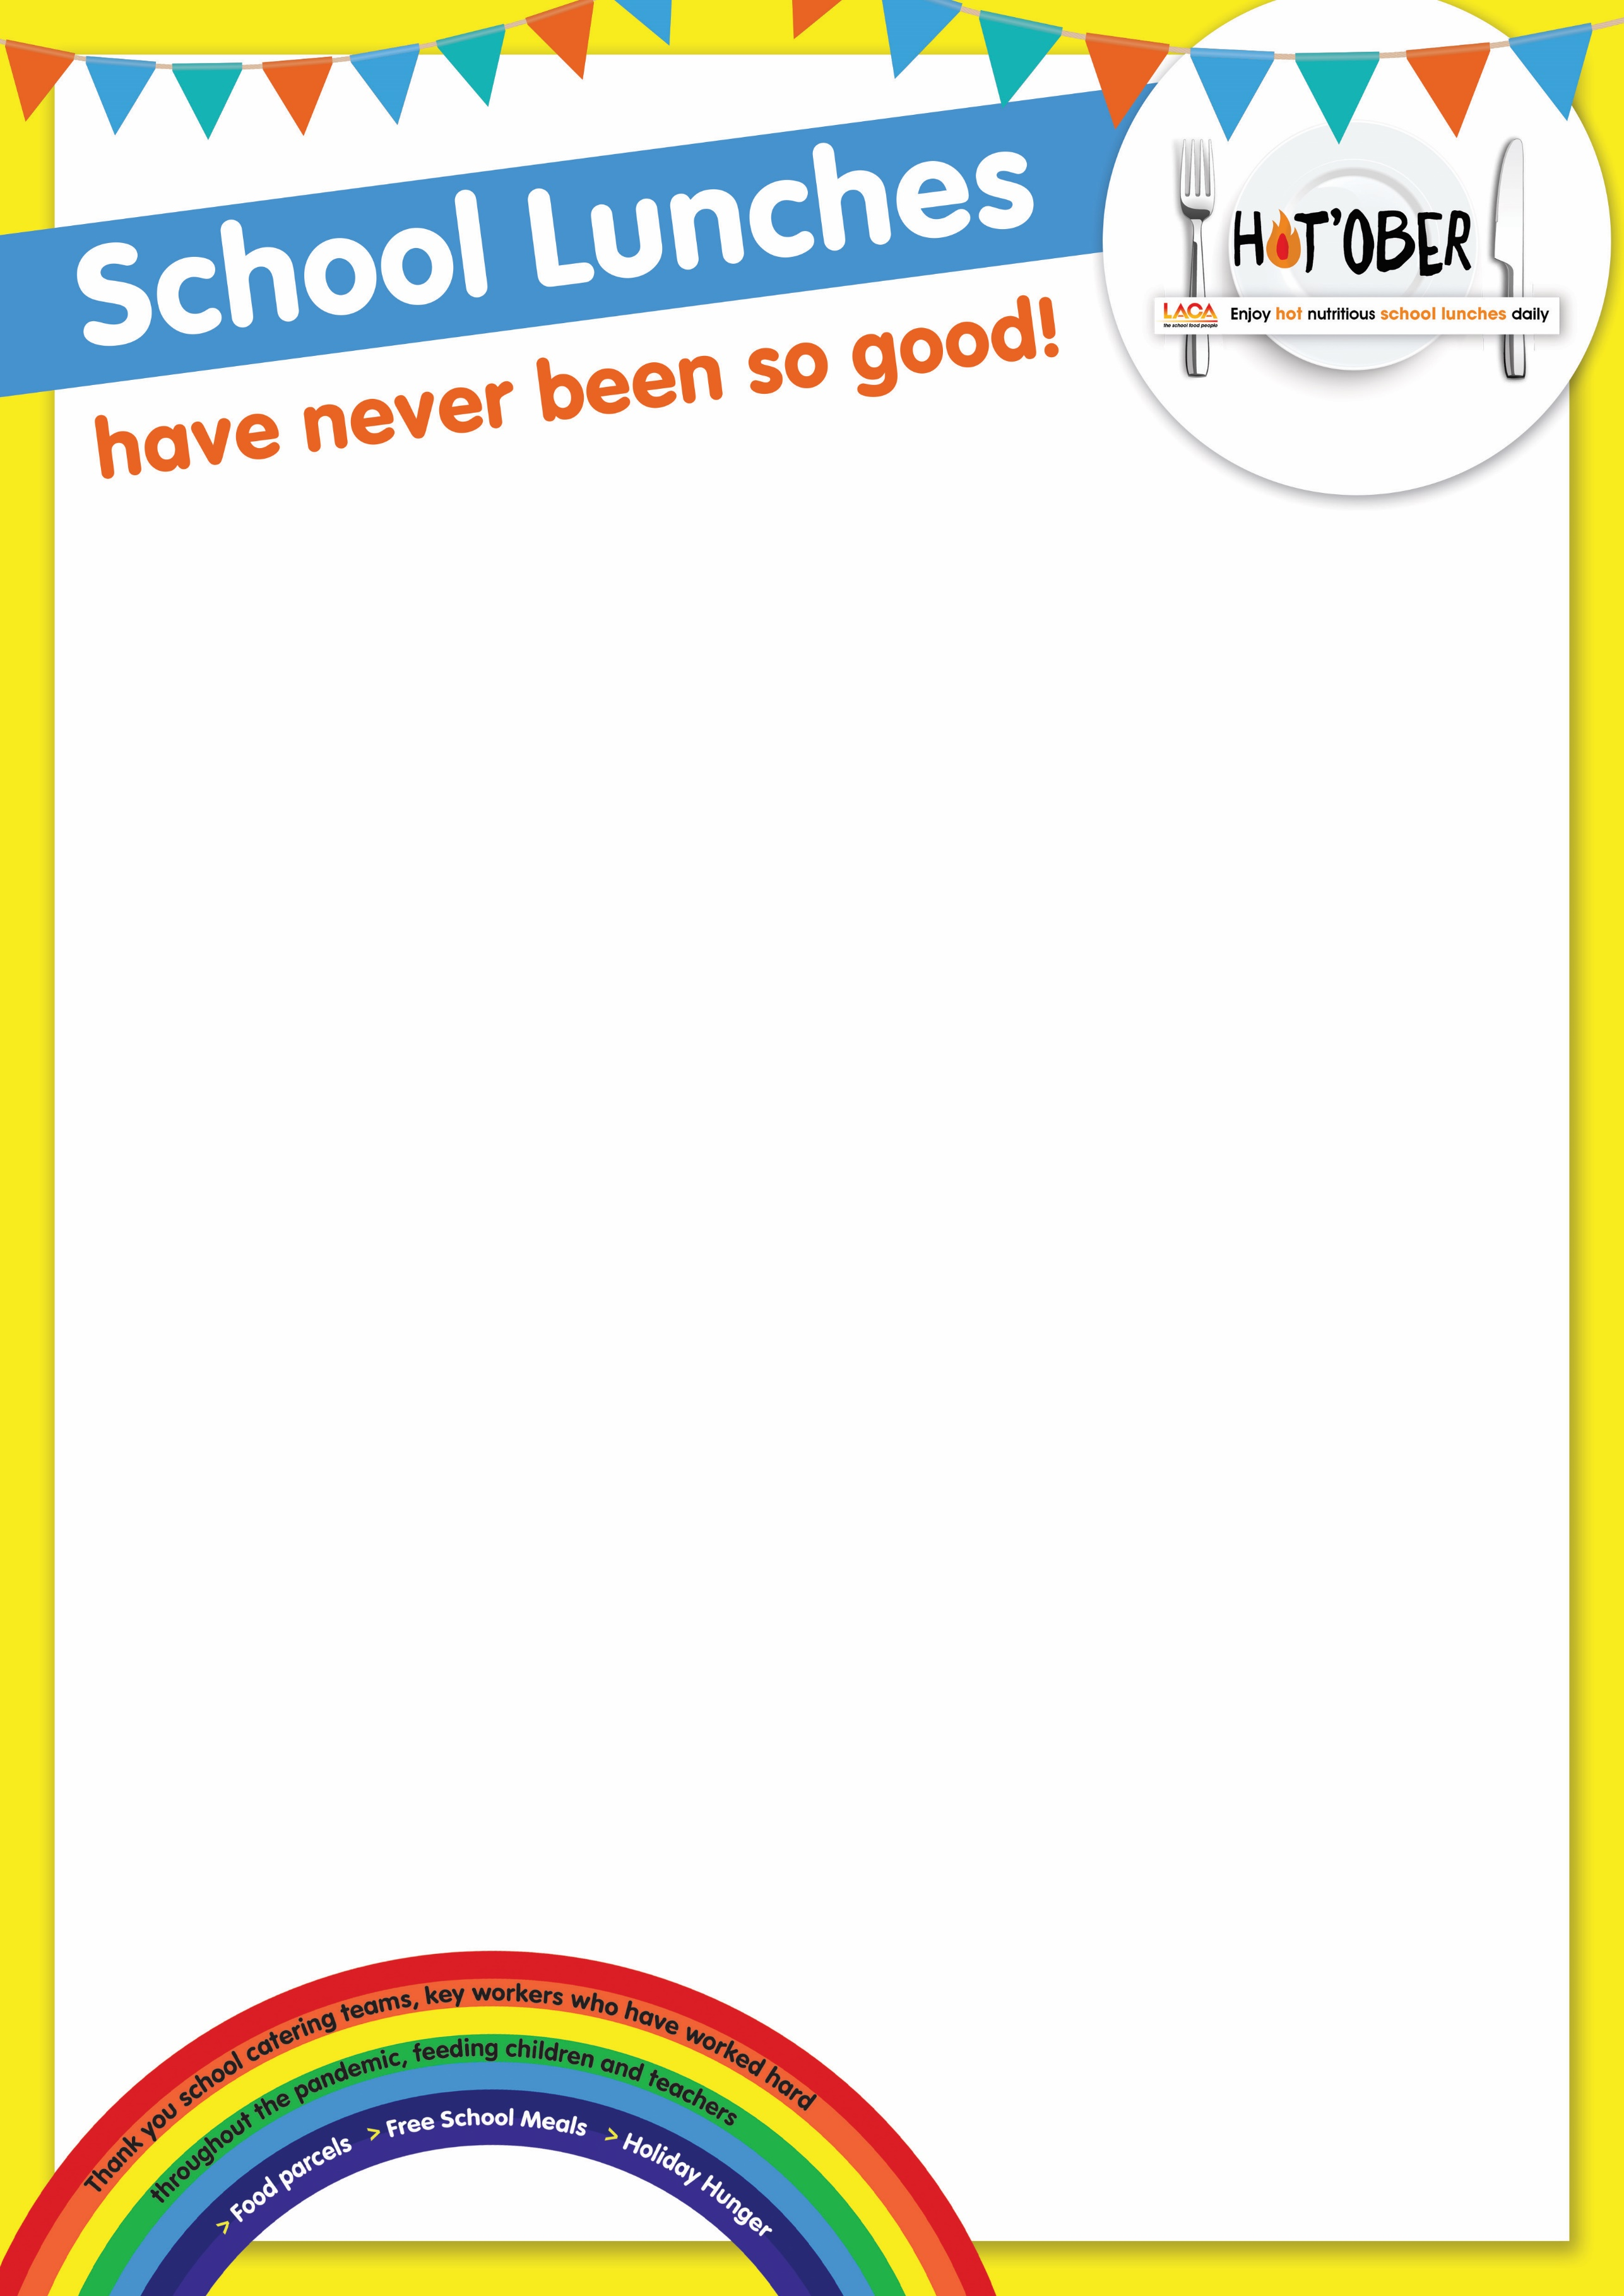 School Lunches
have never been so good!
HOT'OBER
LACA
the school food people
Enjoy hot nutritious school lunches daily
Thank you school catering teams, key workers who have worked hard
throughout the pandemic, feeding children and teachers
> Food parcels > Free School Meals > Holiday Hunger